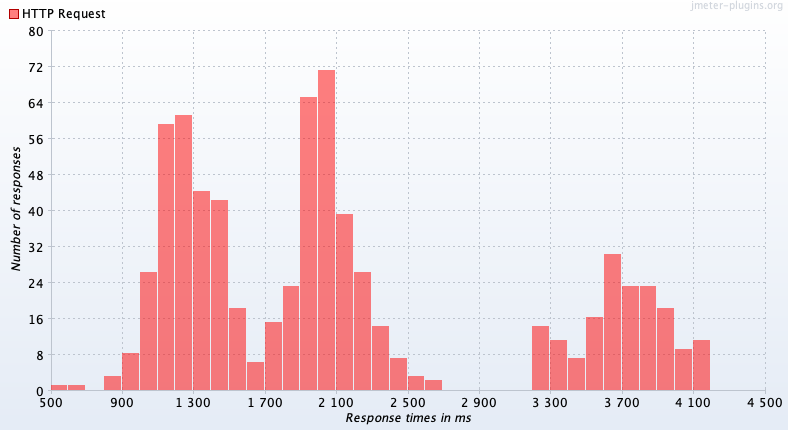 HTTP Request
jmeter-plugins.org
80
72
64
56
48
40
32
24
16
8
0
Number of responses
500 900 1 300 1 700 2 100 2 500 2 900 3 300 3 700 4 100 4 500
Response times in ms